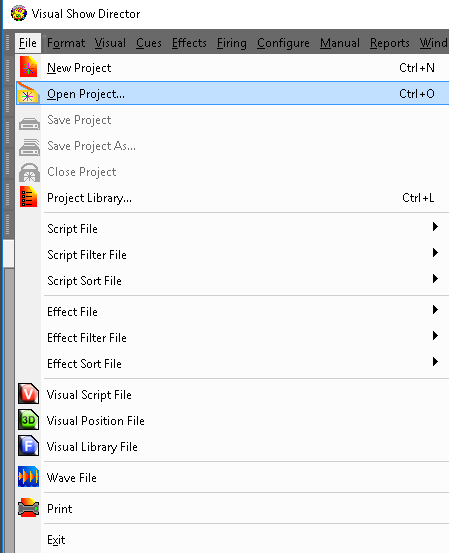 Visual Show Director
File Format Visual Cues Effects Firing Configure Manual Reports Wind
New Project Ctrl+N
Open Project... Ctrl+O
Save Project
Save Project As...
Close Project
Project Library... Ctrl+L
Script File
Script Filter File
Script Sort File
Effect File
Effect Filter File
Effect Sort File
V Visual Script File
3D Visual Position File
F Visual Library File
Wave File
Print
Exit